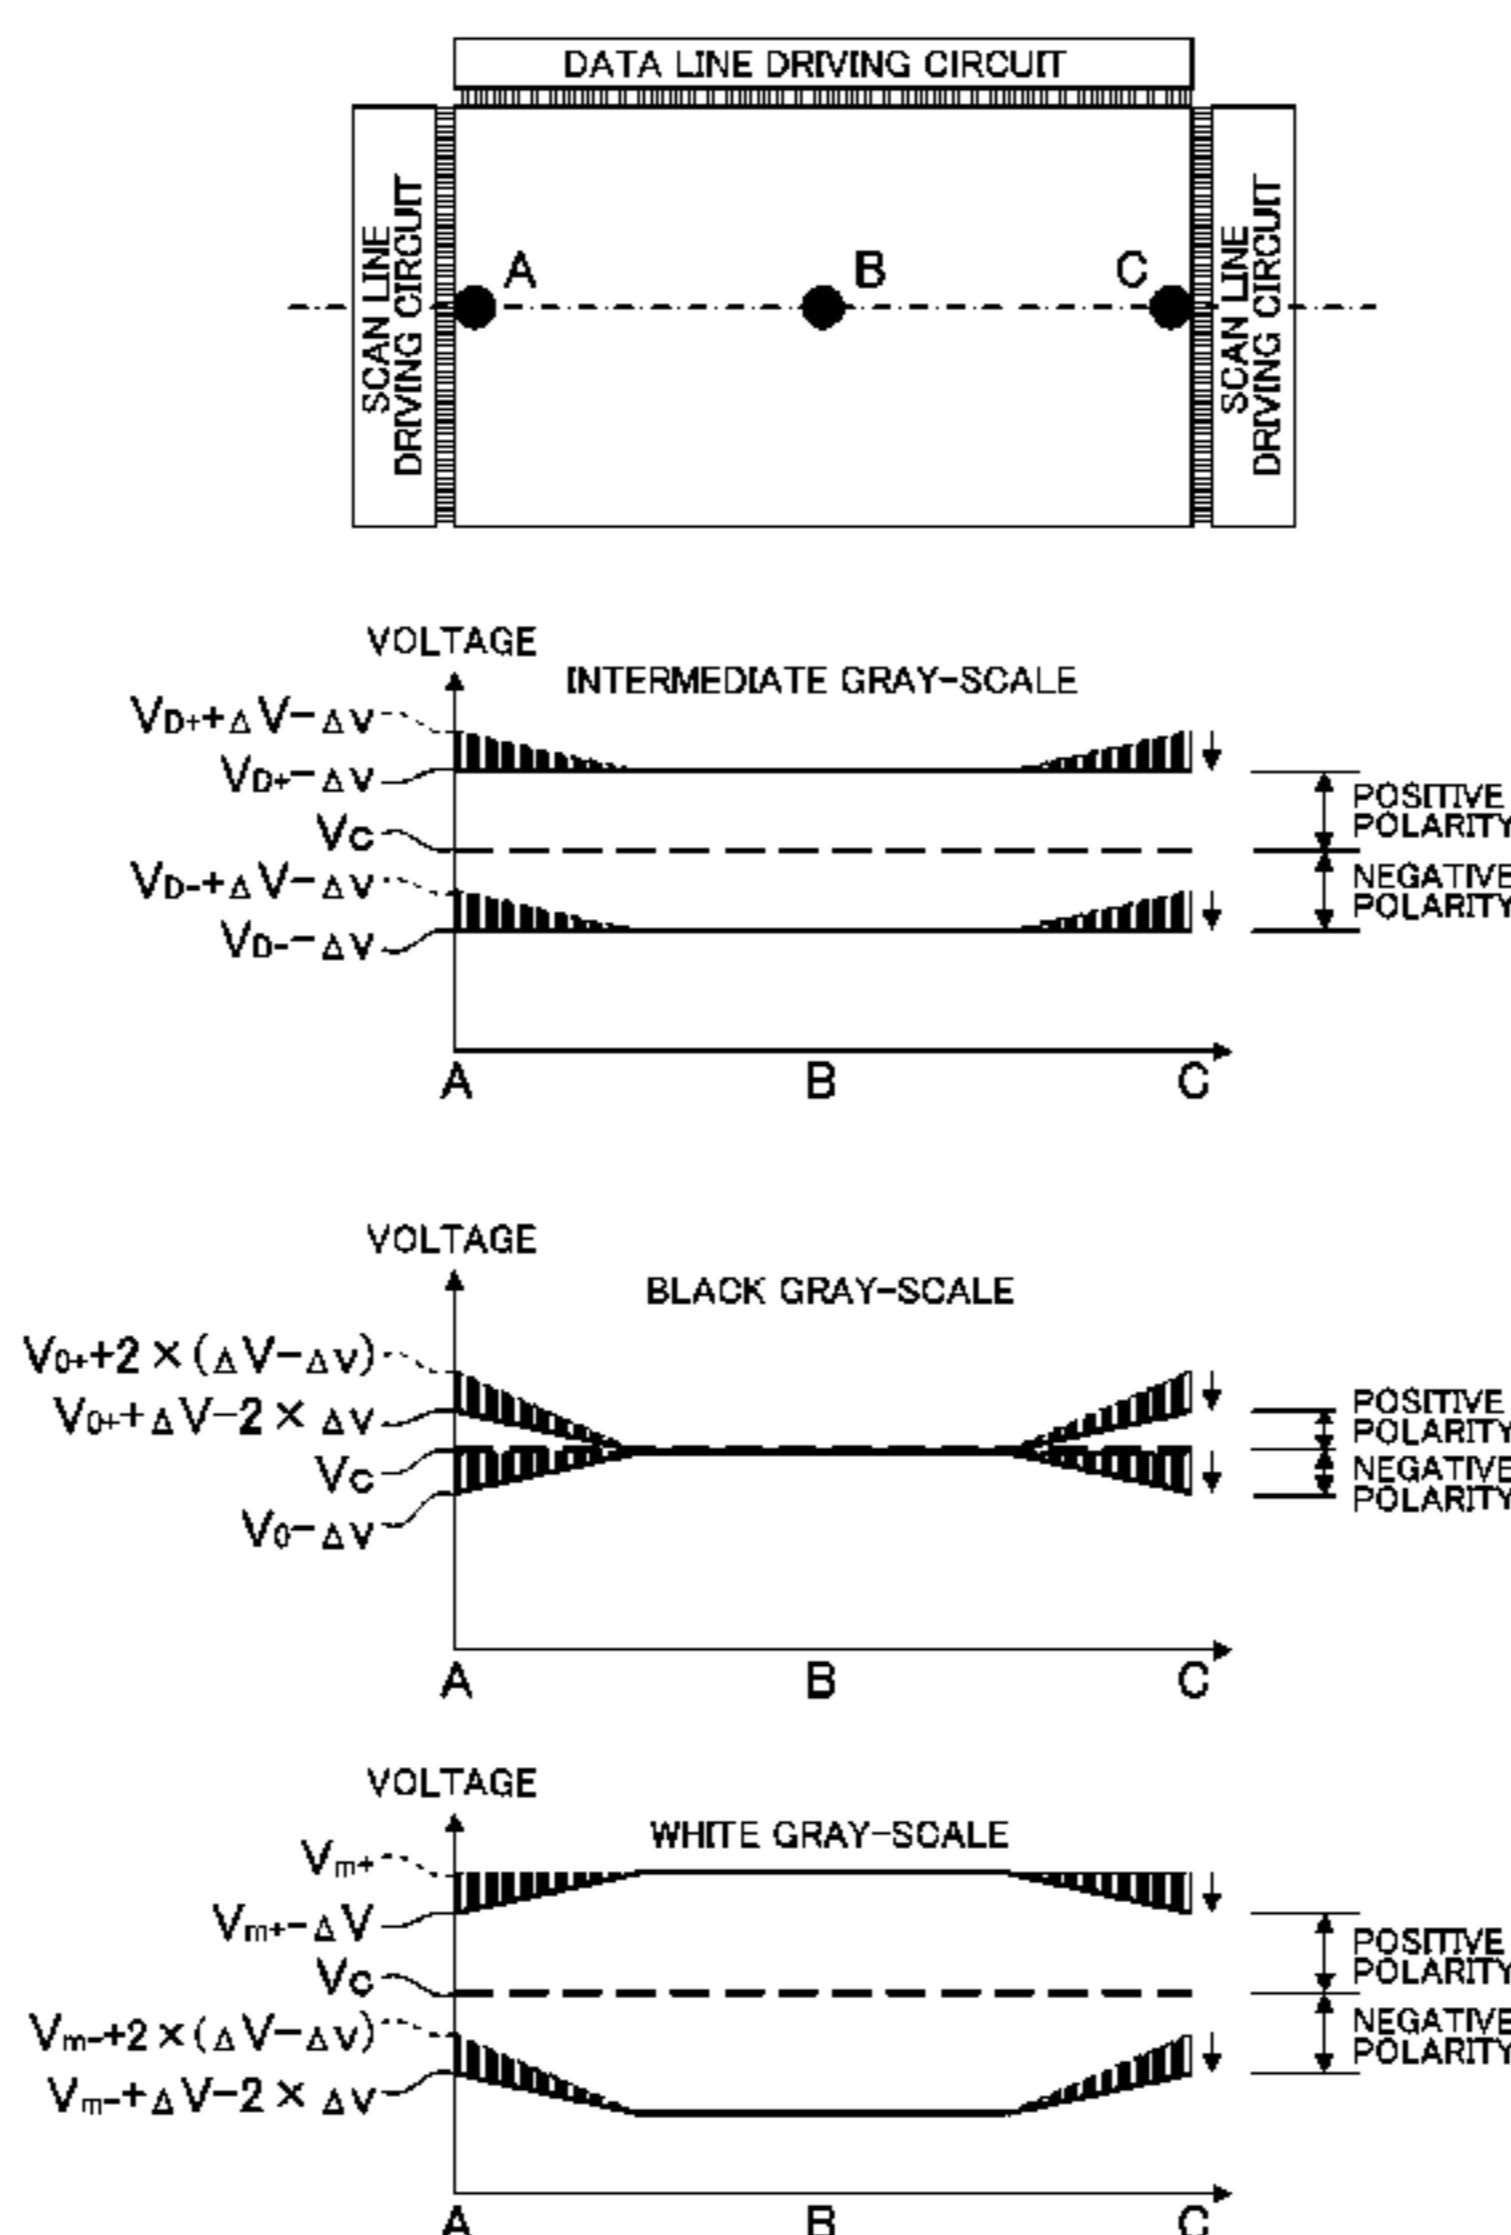 DATA LINE DRIVING CIRCUIT
SCAN LINE
DRIVING CIRCUIT
A
B
C
SCAN LINE
DRIVING CIRCUIT
VOLTAGE
INTERMEDIATE GRAY-SCALE
VD++ΔV-Δv
VD+-Δv
VC
VD-+ΔV-Δv
VD--Δv
POSITIVE
POLARITY
NEGATIVE
POLARITY
A
B
C
VOLTAGE
BLACK GRAY-SCALE
V0++2×(ΔV-Δv)
V0++ΔV-2×Δv
VC
V0-Δv
POSITIVE
POLARITY
NEGATIVE
POLARITY
A
B
C
VOLTAGE
WHITE GRAY-SCALE
Vm+
Vm+-ΔV
VC
Vm-+2×(ΔV-Δv)
Vm-+ΔV-2×Δv
POSITIVE
POLARITY
NEGATIVE
POLARITY
A
B
C